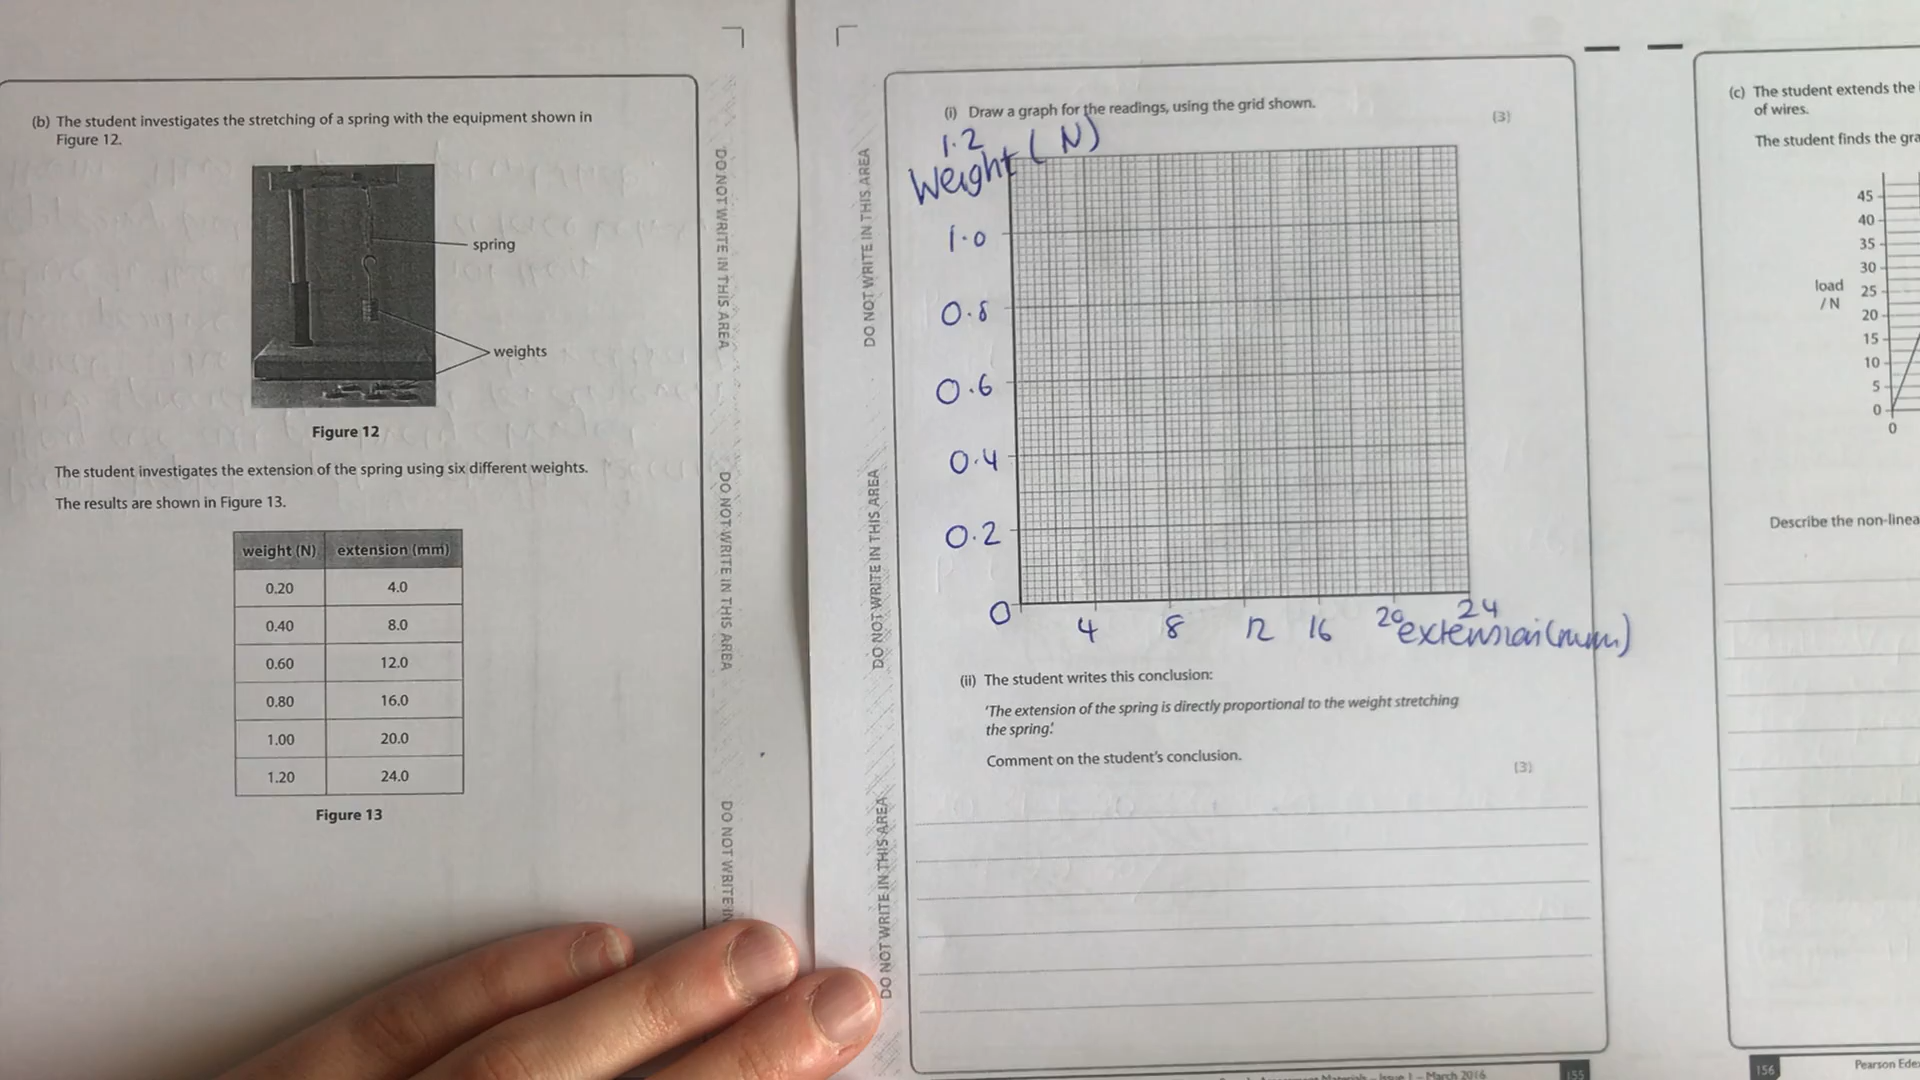 (b) The student investigates the stretching of a spring with the equipment shown in
Figure 12.
spring
weights
Figure 12
The student investigates the extension of the spring using six different weights.
The results are shown in Figure 13.
weight (N) extension (mm)
0.20 4.0
0.40 8.0
0.60 12.0
0.80 16.0
1.00 20.0
1.20 24.0
Figure 13
DO NOT WRITE IN THIS AREA
DO NOT WRITE IN THIS AREA
DO NOT WRITE IN
DO NOT WRITE IN THIS AREA
DO NOT WRITE IN THIS AREA
DO NOT WRITE IN THIS AREA
(i) Draw a graph for the readings, using the grid shown.
(3)
1.2
Weight (N)
1.0
0.8
0.6
0.4
0.2
0
4 8 12 16 20 24
extension (mm)
(ii) The student writes this conclusion:
'The extension of the spring is directly proportional to the weight stretching
the spring.'
Comment on the student's conclusion.
(3)
Issue 1 – March 2016
155
(c) The student extends the
of wires.
The student finds the gra
45
40
35
30
load
/ N
25
20
15
10
5
0
0
Describe the non-linea
156
Pearson Ede